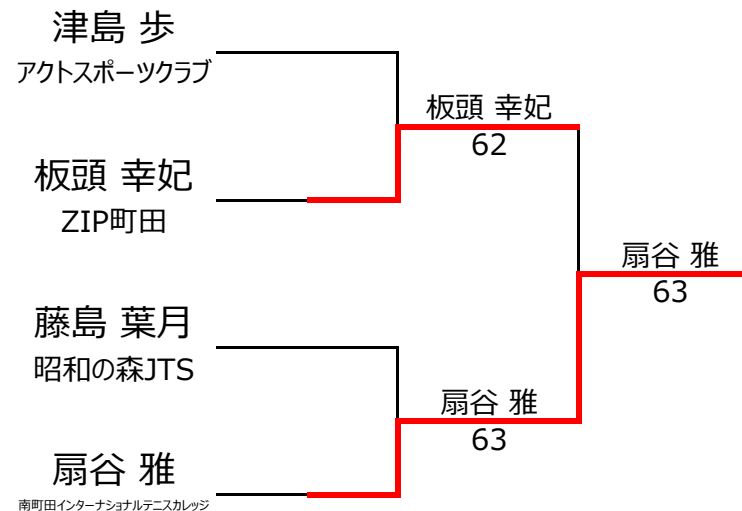 津島 歩
アクトスポーツクラブ
板頭 幸妃
62
板頭 幸妃
ZIP町田
扇谷 雅
63
藤島 葉月
昭和の森JTS
扇谷 雅
63
扇谷 雅
南町田インターナショナルテニスカレッジ